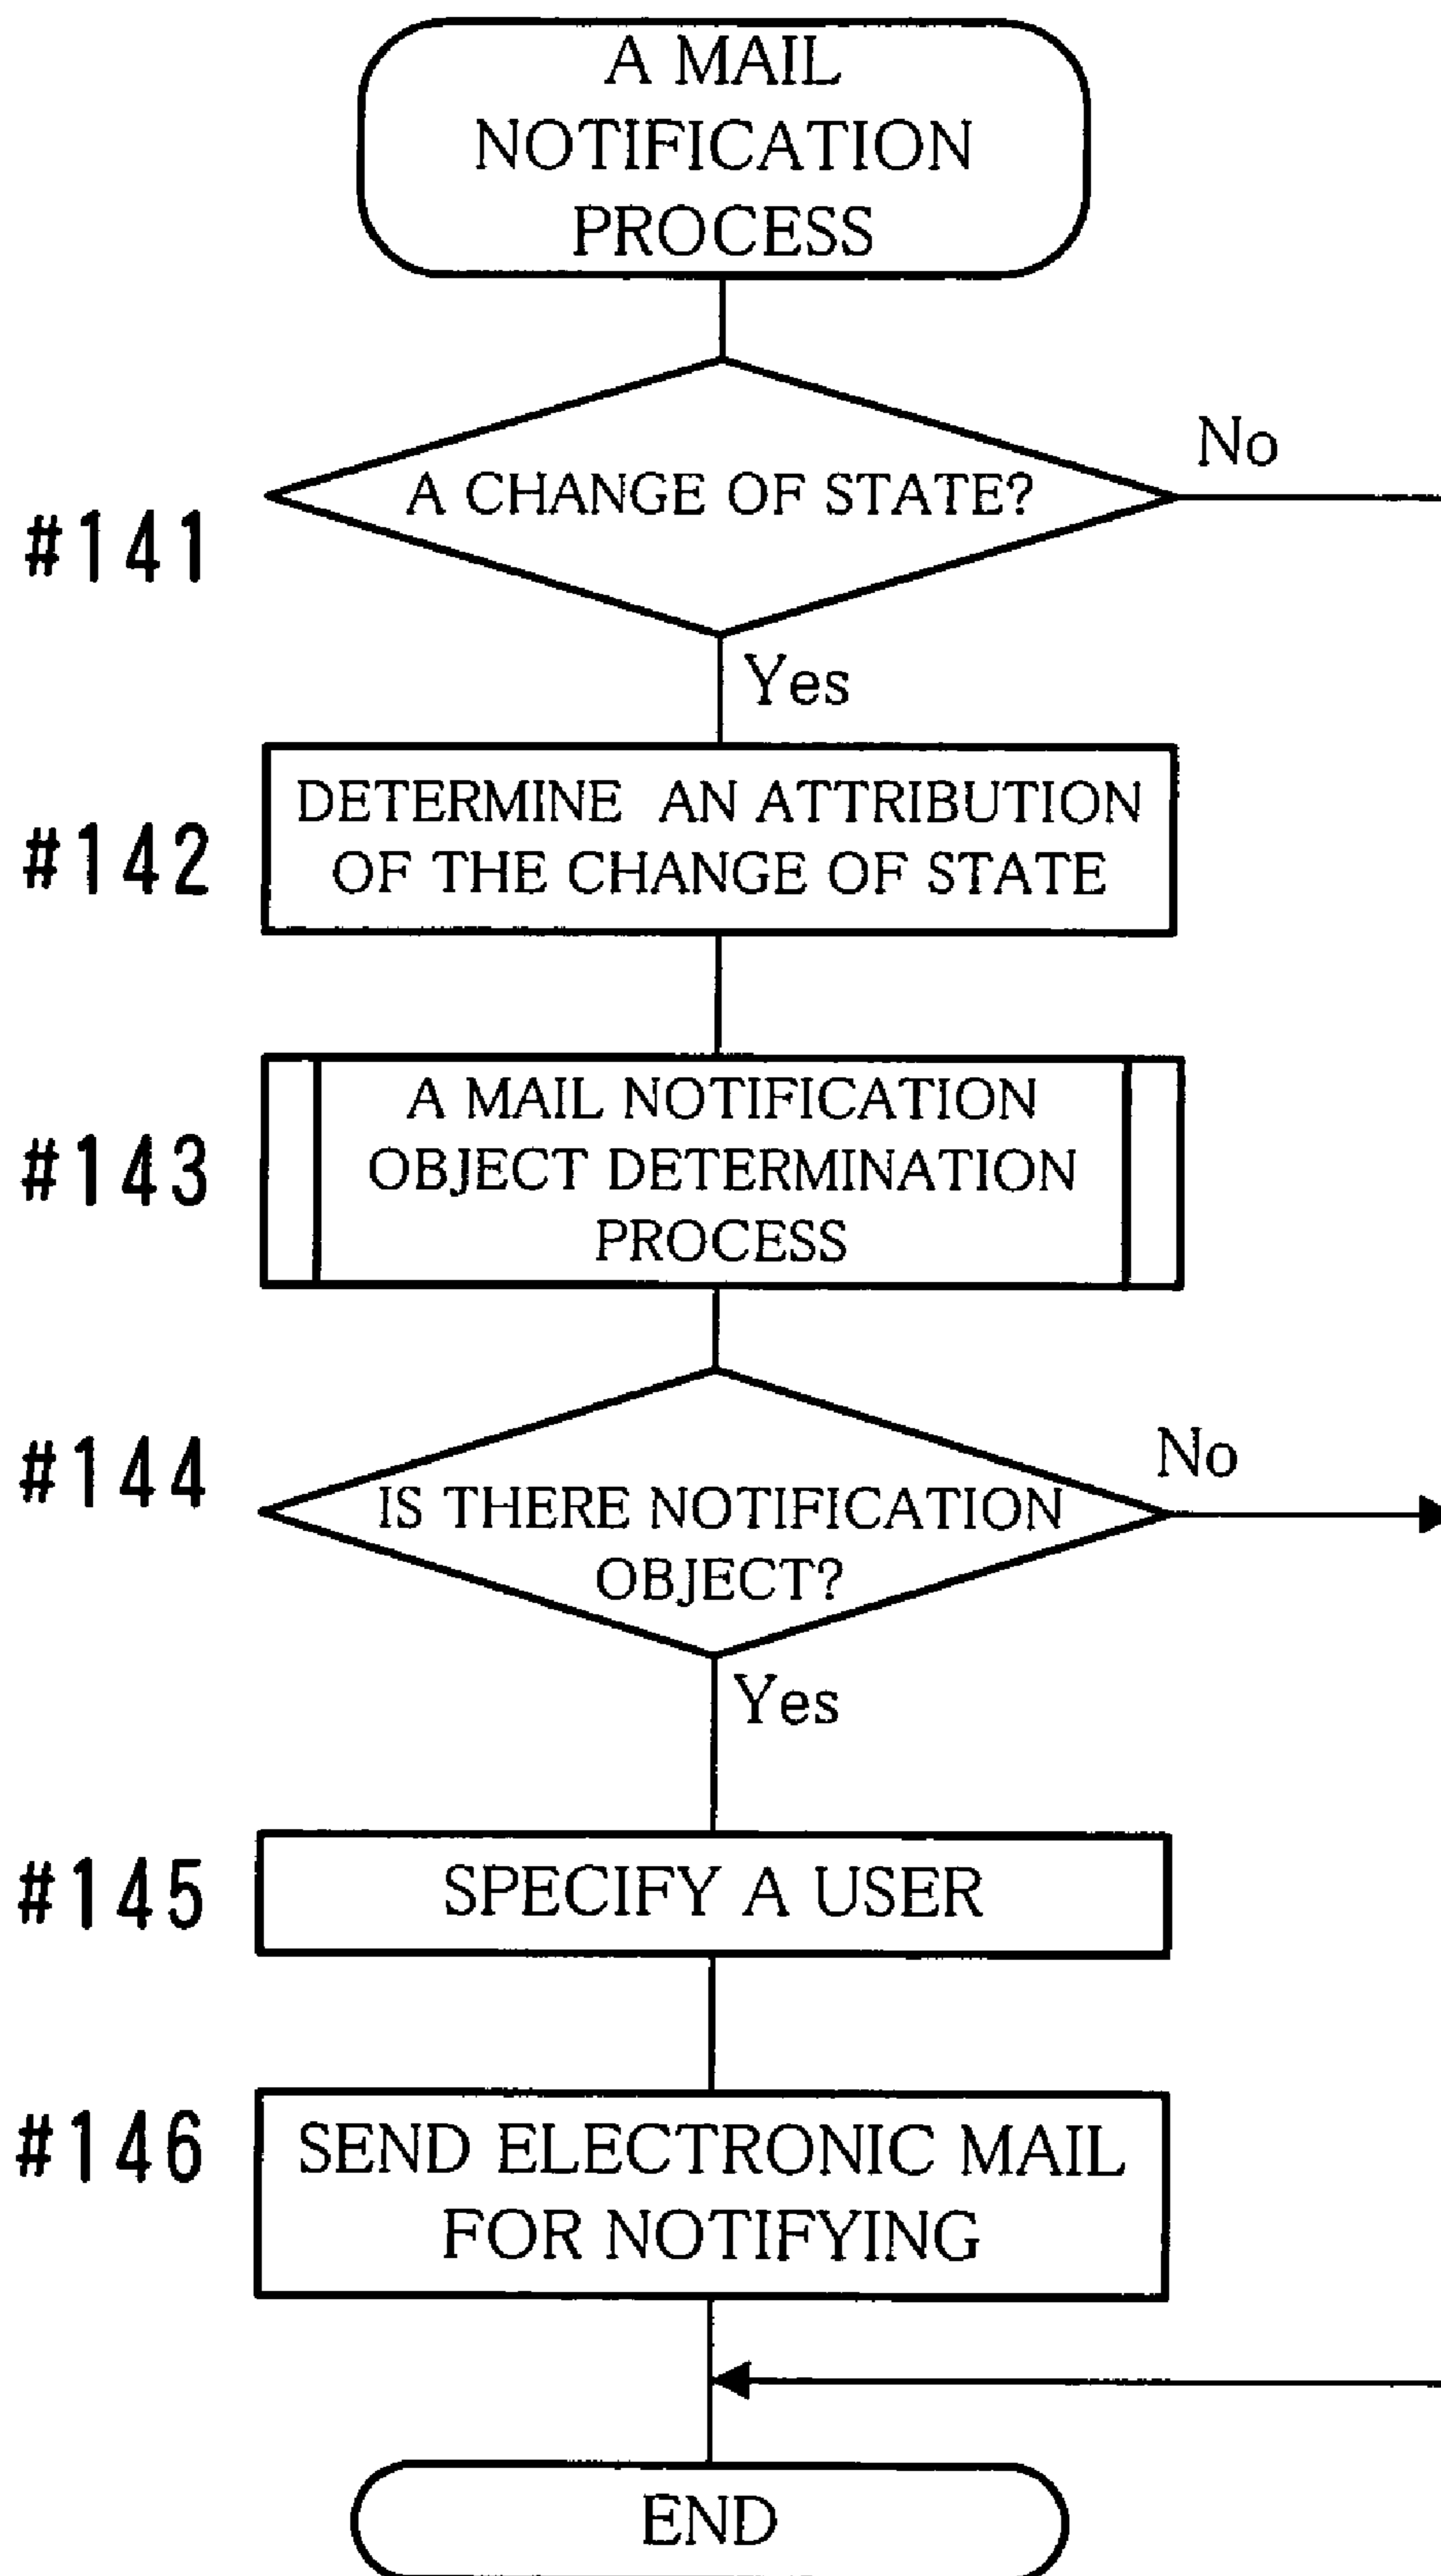 A MAIL
NOTIFICATION
PROCESS
No
A CHANGE OF STATE?
#141
Yes
DETERMINE AN ATTRIBUTION
OF THE CHANGE OF STATE
#142
A MAIL NOTIFICATION
OBJECT DETERMINATION
PROCESS
#143
No
#144
IS THERE NOTIFICATION
OBJECT?
Yes
#145
SPECIFY A USER
#146
SEND ELECTRONIC MAIL
FOR NOTIFYING
END